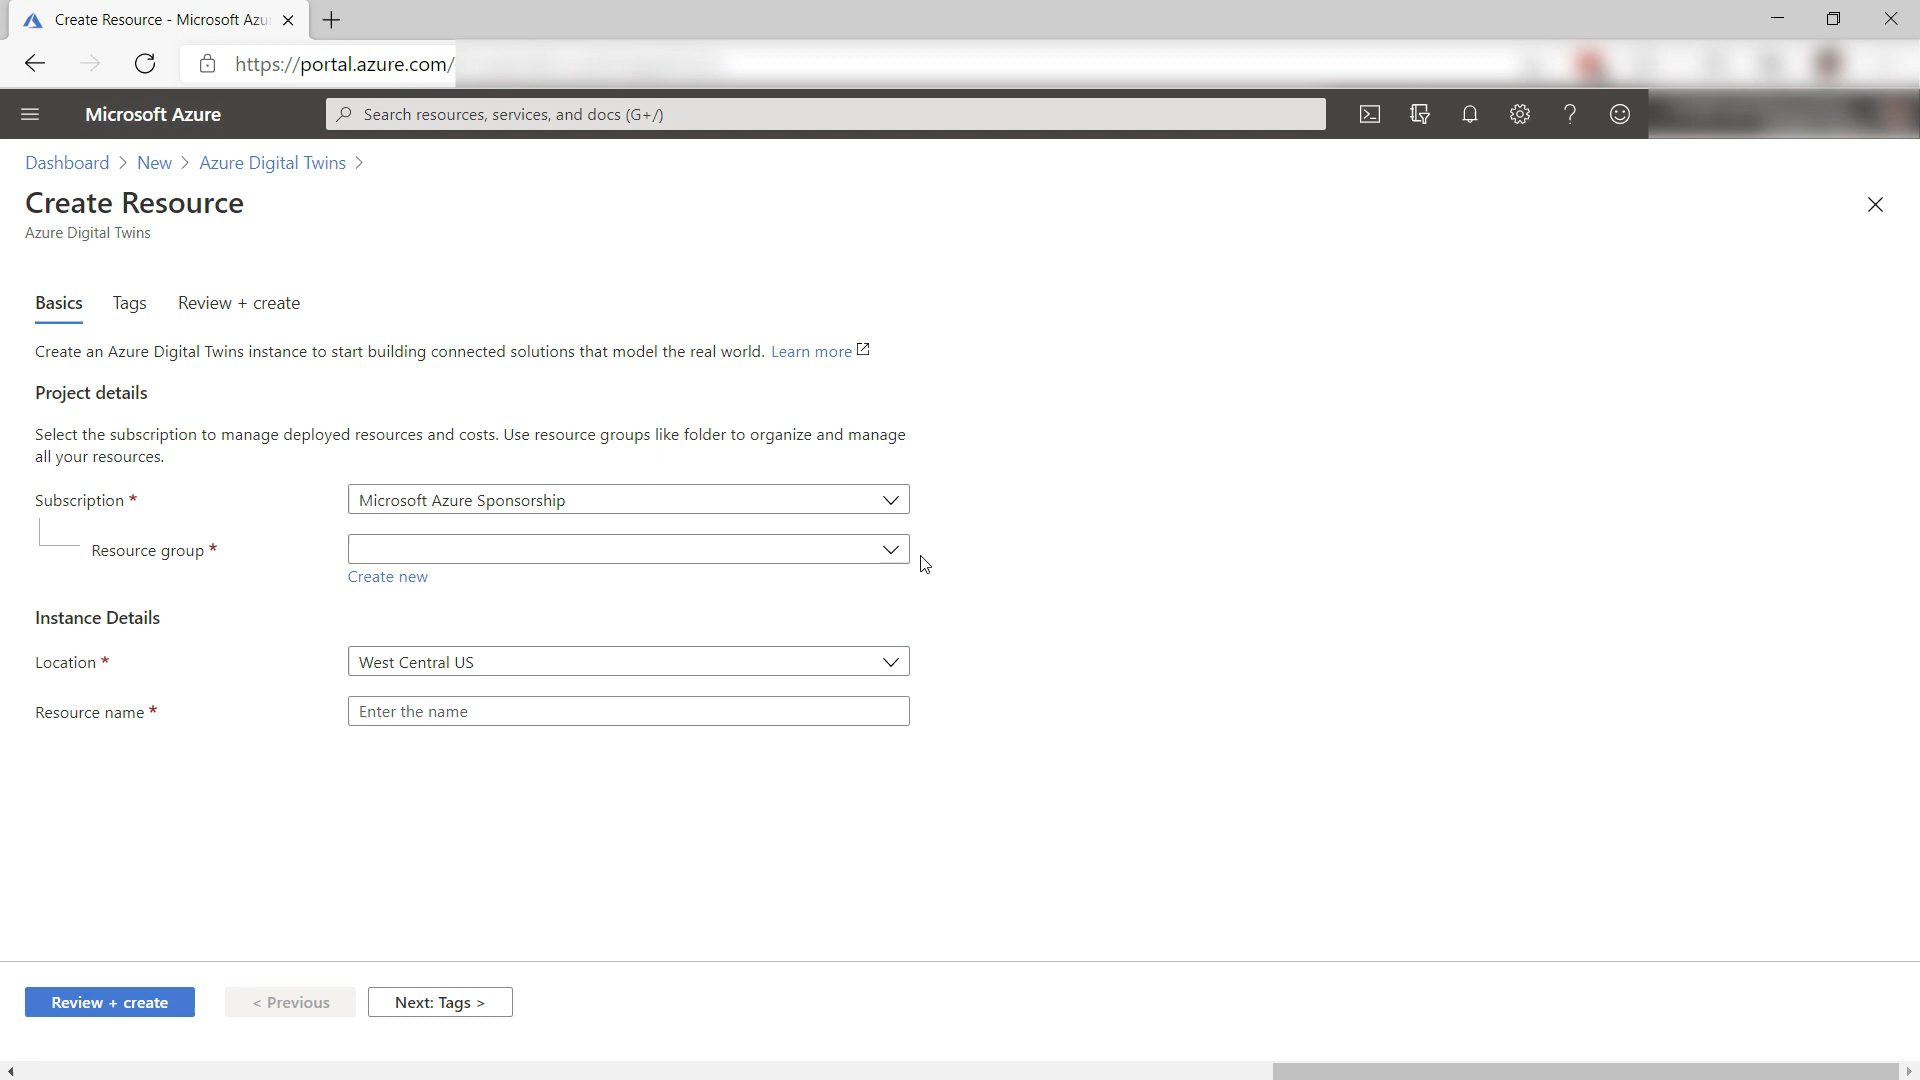 Create Resource - Microsoft Azu
https://portal.azure.com/
Microsoft Azure
Search resources, services, and docs (G+/)
Dashboard > New > Azure Digital Twins >
Create Resource
Azure Digital Twins
Basics Tags Review + create
Create an Azure Digital Twins instance to start building connected solutions that model the real world. Learn more
Project details
Select the subscription to manage deployed resources and costs. Use resource groups like folder to organize and manage
all your resources.
Subscription * Microsoft Azure Sponsorship
Resource group *
Create new
Instance Details
Location * West Central US
Resource name * Enter the name
Review + create < Previous Next: Tags >